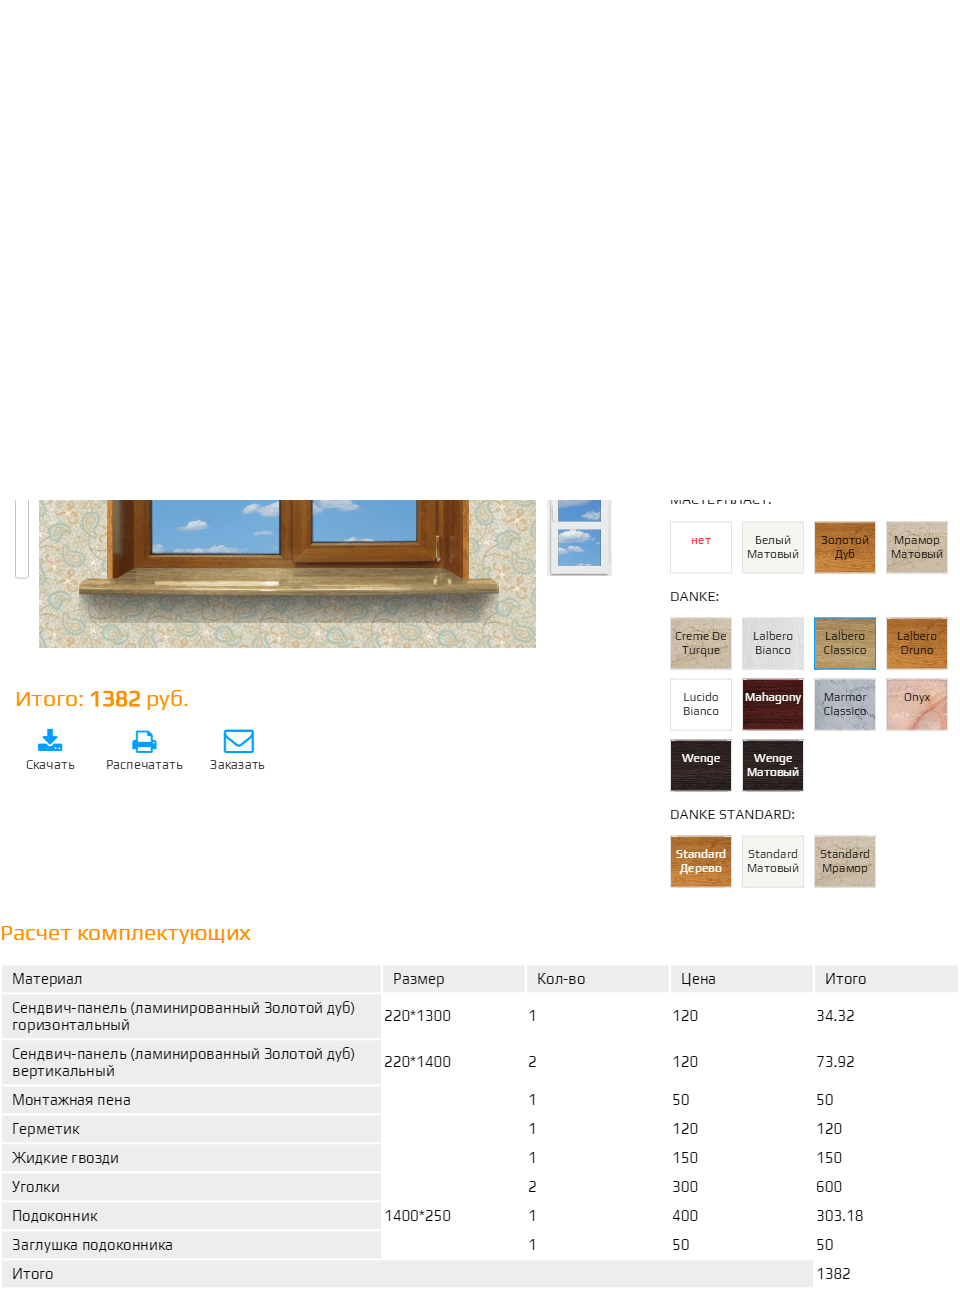 МАСТЕРПЛАСТ:
нет
Белый
Матовый
Золотой
Дуб
Мрамор
Матовый
DANKE:
Creme De
Turque
Lalbero
Bianco
Lalbero
Classico
Lalbero
Druno
Lucido
Bianco
Mahagony
Marmor
Classico
Onyx
Wenge
Wenge
Матовый
DANKE STANDARD:
Standard
Дерево
Standard
Матовый
Standard
Мрамор
Итого: 1382 руб.
Скачать Распечатать Заказать
Расчет комплектующих
Материал Размер Кол-во Цена Итого
Сендвич-панель (ламинированный Золотой дуб)
горизонтальный 220*1300 1 120 34.32
Сендвич-панель (ламинированный Золотой дуб)
вертикальный 220*1400 2 120 73.92
Монтажная пена 1 50 50
Герметик 1 120 120
Жидкие гвозди 1 150 150
Уголки 2 300 600
Подоконник 1400*250 1 400 303.18
Заглушка подоконника 1 50 50
Итого 1382